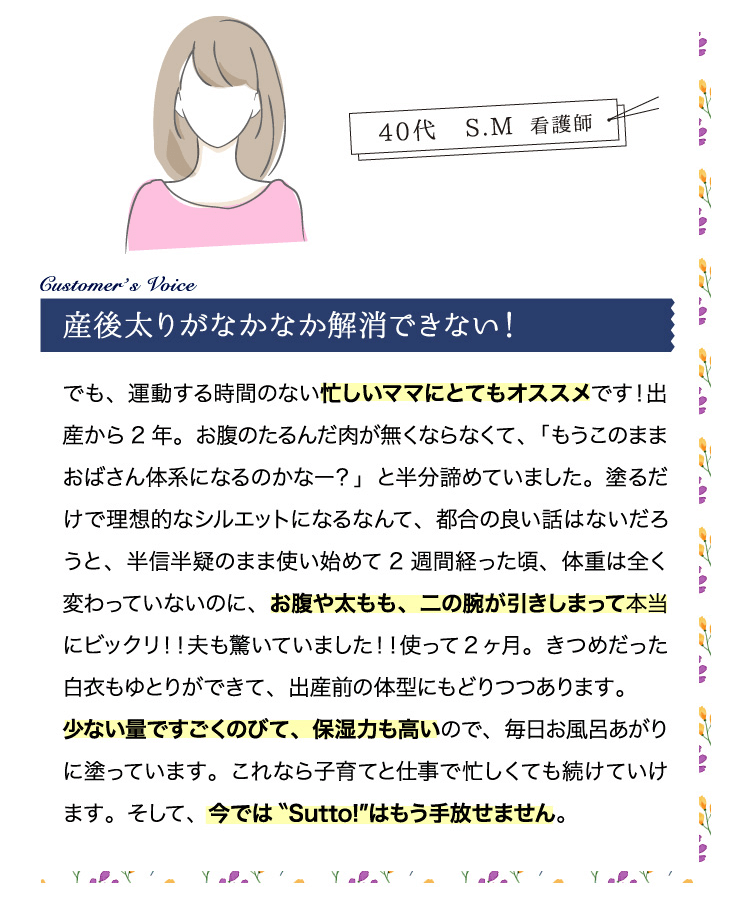 40代 S.M 看護師
Customer's Voice
産後太りがなかなか解消できない！
でも、運動する時間のない忙しいママにとてもオススメです！出
産から2年。お腹のたるんだ肉が無くならなくて、「もうこのまま
おばさん体系になるのかなー？」と半分諦めていました。塗るだ
けで理想的なシルエットになるなんて、都合の良い話はないだろ
うと、半信半疑のまま使い始めて2週間経った頃、体重は全く
変わっていないのに、お腹や太もも、二の腕が引きしまって本当
にビックリ！！夫も驚いていました！！使って2ヶ月。きつめだった
白衣もゆとりができて、出産前の体型にもどりつつあります。
少ない量ですごくのびて、保湿力も高いので、毎日お風呂あがり
に塗っています。これなら子育てと仕事で忙しくても続けていけ
ます。そして、今では〝Sutto!”はもう手放せません。